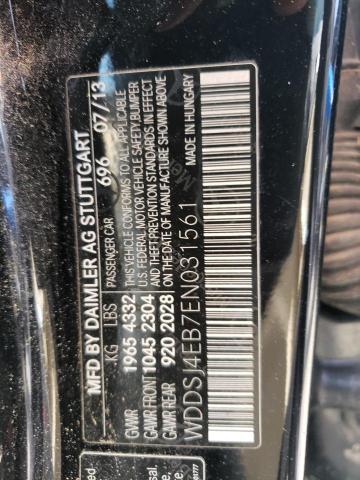 MFD BY DAIMLER AG STUTTGART
KG LBS PASSENGER CAR 696 07/13
GVWR 1965 4332 THIS VEHICLE CONFORMS TO ALL APPLICABLE
GAWR FRONT 1045 2304 U.S. FEDERAL MOTOR VEHICLE SAFETY, BUMPER
GAWR REAR 920 2028 AND THEFT PREVENTION STANDARDS IN EFFECT
ON THE DATE OF MANUFACTURE SHOWN ABOVE
WDDSJ4EB7EN031561 MADE IN HUNGARY